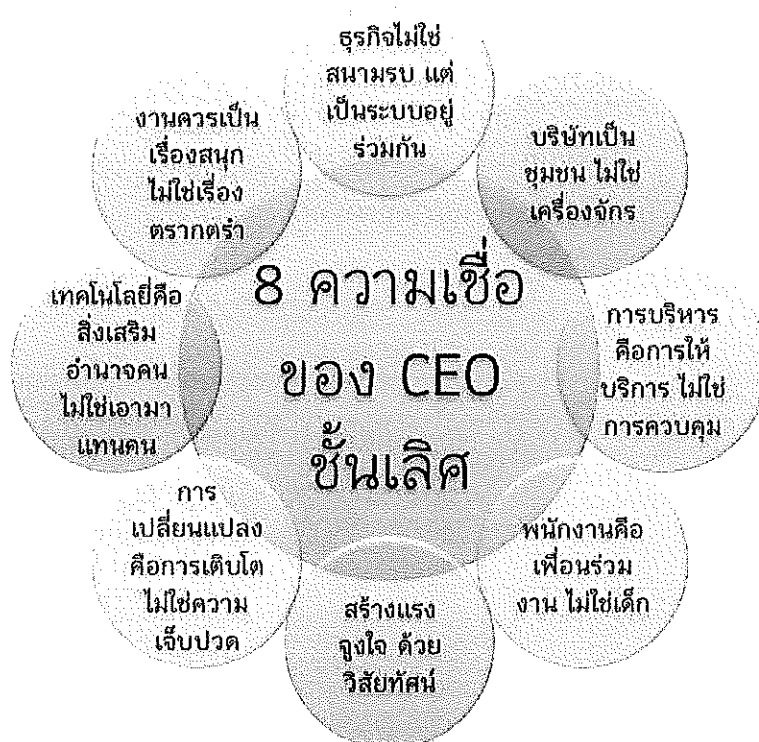 8 ความเชื่อ
ของ CEO
ชั้นเลิศ
ธุรกิจไม่ใช่
สนามรบ แต่
เป็นระบบอยู่
ร่วมกัน
บริษัทเป็น
ชุมชน ไม่ใช่
เครื่องจักร
การบริหาร
คือการให้
บริการ ไม่ใช่
การควบคุม
พนักงานคือ
เพื่อนร่วม
งาน ไม่ใช่เด็ก
สร้างแรง
จูงใจ ด้วย
วิสัยทัศน์
การ
เปลี่ยนแปลง
คือการเติบโต
ไม่ใช่ความ
เจ็บปวด
เทคโนโลยี่คือ
สิ่งเสริม
อำนาจคน
ไม่ใช่เอามา
แทนคน
งานควรเป็น
เรื่องสนุก
ไม่ใช่เรื่อง
ตรากตรำ